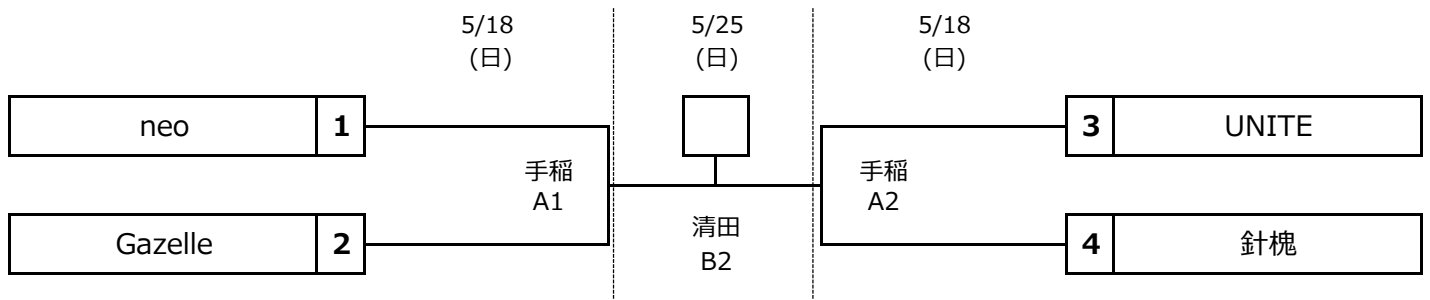 5/18
(日)
5/25
(日)
5/18
(日)
neo 1
3 UNITE
手稲
A1
手稲
A2
清田
B2
Gazelle 2
4 針槐